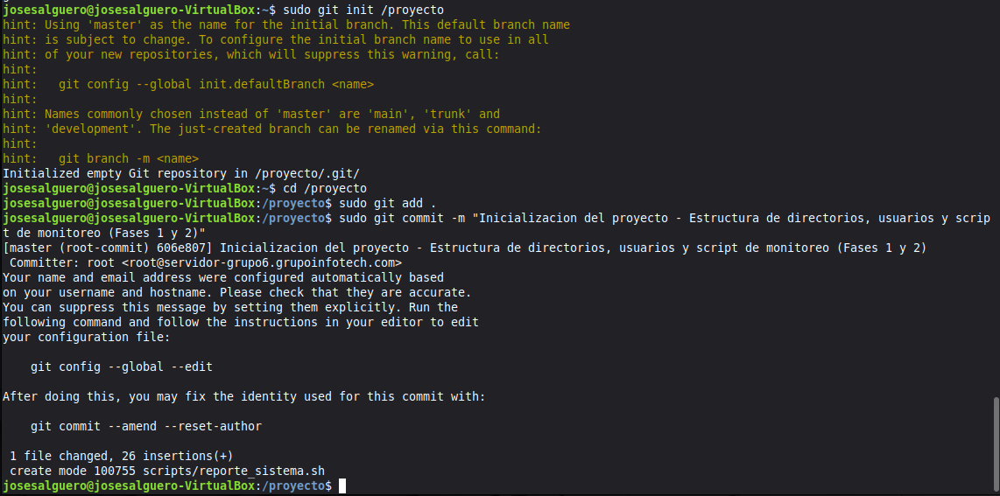 josesalguero@josesalguero-VirtualBox:~$ sudo git init /proyecto
hint: Using 'master' as the name for the initial branch. This default branch name
hint: is subject to change. To configure the initial branch name to use in all
hint: of your new repositories, which will suppress this warning, call:
hint:
hint:   git config --global init.defaultBranch <name>
hint:
hint: Names commonly chosen instead of 'master' are 'main', 'trunk' and
hint: 'development'. The just-created branch can be renamed via this command:
hint:
hint:   git branch -m <name>
Initialized empty Git repository in /proyecto/.git/
josesalguero@josesalguero-VirtualBox:~$ cd /proyecto
josesalguero@josesalguero-VirtualBox:/proyecto$ sudo git add .
josesalguero@josesalguero-VirtualBox:/proyecto$ sudo git commit -m "Inicializacion del proyecto - Estructura de directorios, usuarios y scrip
t de monitoreo (Fases 1 y 2)"
[master (root-commit) 606e807] Inicializacion del proyecto - Estructura de directorios, usuarios y script de monitoreo (Fases 1 y 2)
 Committer: root <root@servidor-grupo6.grupoinfotech.com>
Your name and email address were configured automatically based
on your username and hostname. Please check that they are accurate.
You can suppress this message by setting them explicitly. Run the
following command and follow the instructions in your editor to edit
your configuration file:

    git config --global --edit

After doing this, you may fix the identity used for this commit with:

    git commit --amend --reset-author

 1 file changed, 26 insertions(+)
 create mode 100755 scripts/reporte_sistema.sh
josesalguero@josesalguero-VirtualBox:/proyecto$